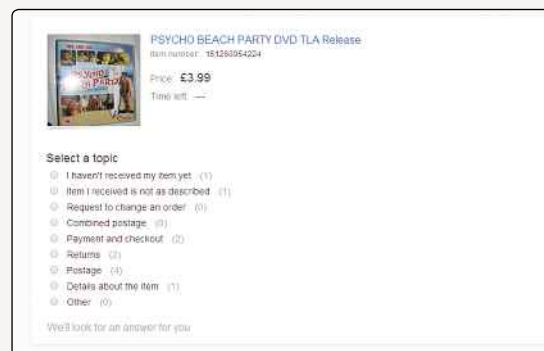 PSYCHO BEACH PARTY DVD TLA Release
Item number: 151265954224
Price: £3.99
Time left: —
Select a topic
I haven't received my item yet (1)
Item I received is not as described (1)
Request to change an order (0)
Combined postage (0)
Payment and checkout (2)
Returns (2)
Postage (4)
Details about the item (1)
Other (0)
We'll look for an answer for you